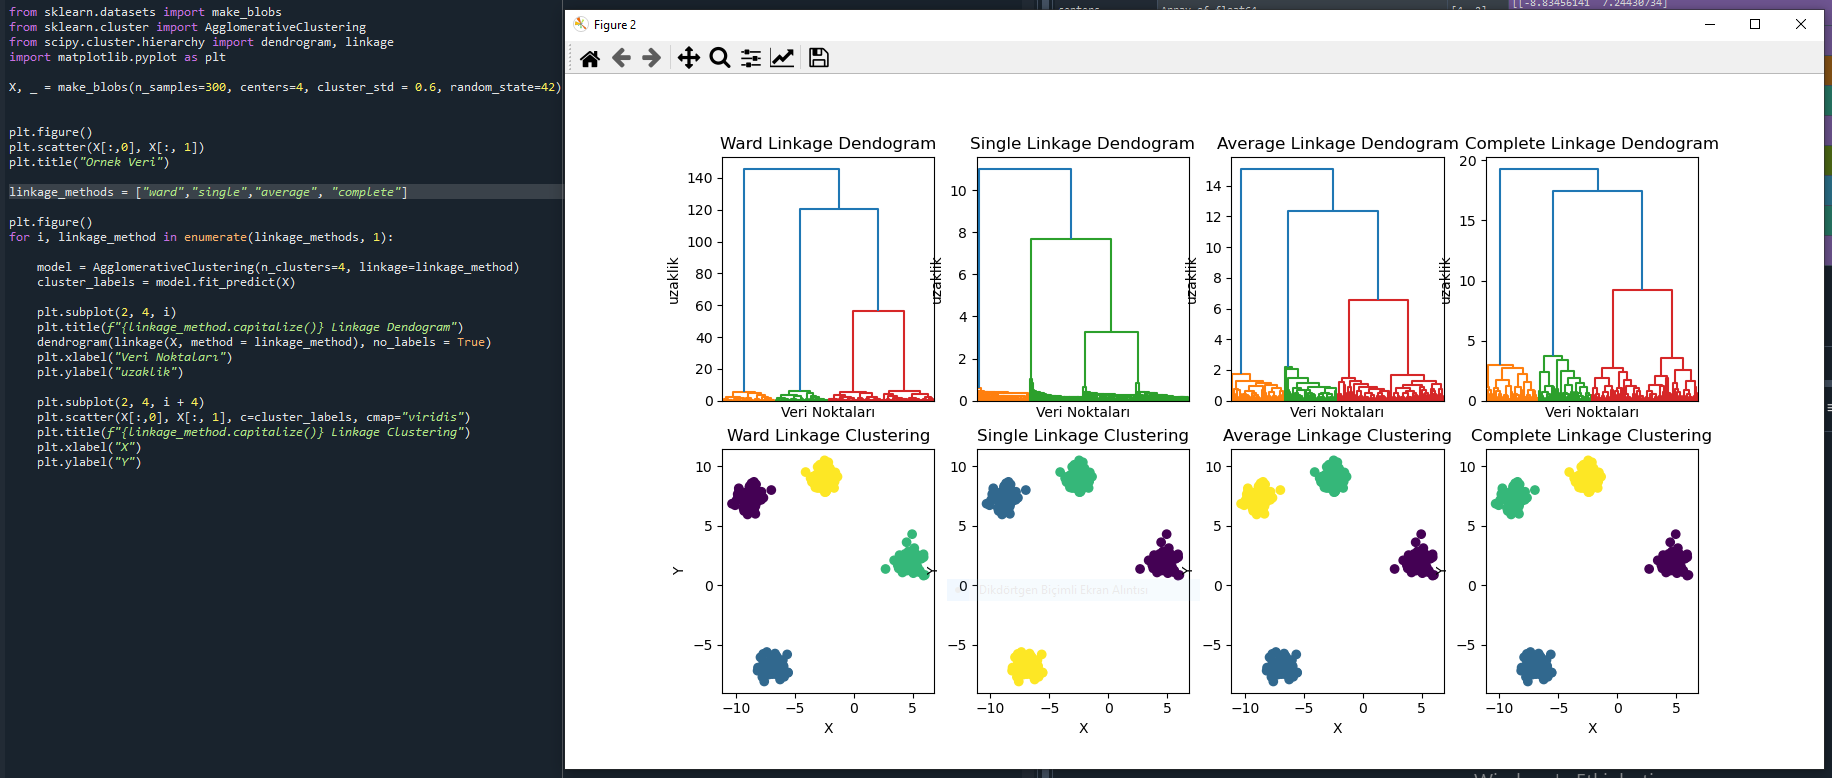 from sklearn.datasets import make_blobs
from sklearn.cluster import AgglomerativeClustering
from scipy.cluster.hierarchy import dendrogram, linkage
import matplotlib.pyplot as plt
X, _ = make_blobs(n_samples=300, centers=4, cluster_std = 0.6, random_state=42)
plt.figure()
plt.scatter(X[:,0], X[:, 1])
plt.title("Ornek Veri")
linkage_methods = ["ward","single","average", "complete"]
plt.figure()
for i, linkage_method in enumerate(linkage_methods, 1):
model = AgglomerativeClustering(n_clusters=4, linkage=linkage_method)
cluster_labels = model.fit_predict(X)
plt.subplot(2, 4, i)
plt.title(f"{linkage_method.capitalize()} Linkage Dendogram")
dendrogram(linkage(X, method = linkage_method), no_labels = True)
plt.xlabel("Veri Noktaları")
plt.ylabel("uzaklik")
plt.subplot(2, 4, i + 4)
plt.scatter(X[:,0], X[:, 1], c=cluster_labels, cmap="viridis")
plt.title(f"{linkage_method.capitalize()} Linkage Clustering")
plt.xlabel("X")
plt.ylabel("Y")
[[-8.83456141 7.24430734]
Figure 2
Ward Linkage Dendogram
140
120
100
80
60
40
20
0
uzaklik
Veri Noktaları
Single Linkage Dendogram
10
8
6
4
2
0
uzaklik
Veri Noktaları
Average Linkage Dendogram
14
12
10
8
6
4
2
0
uzaklik
Veri Noktaları
Complete Linkage Dendogram
20
15
10
5
0
uzaklik
Veri Noktaları
Ward Linkage Clustering
10
5
0
−5
Y
−10 −5 0 5
X
Single Linkage Clustering
10
5
0
−5
−10 −5 0 5
X
Average Linkage Clustering
10
5
0
−5
Y
−10 −5 0 5
X
Complete Linkage Clustering
10
5
0
−5
Y
−10 −5 0 5
X
Dikdörtgen Biçimli Ekran Alıntısı